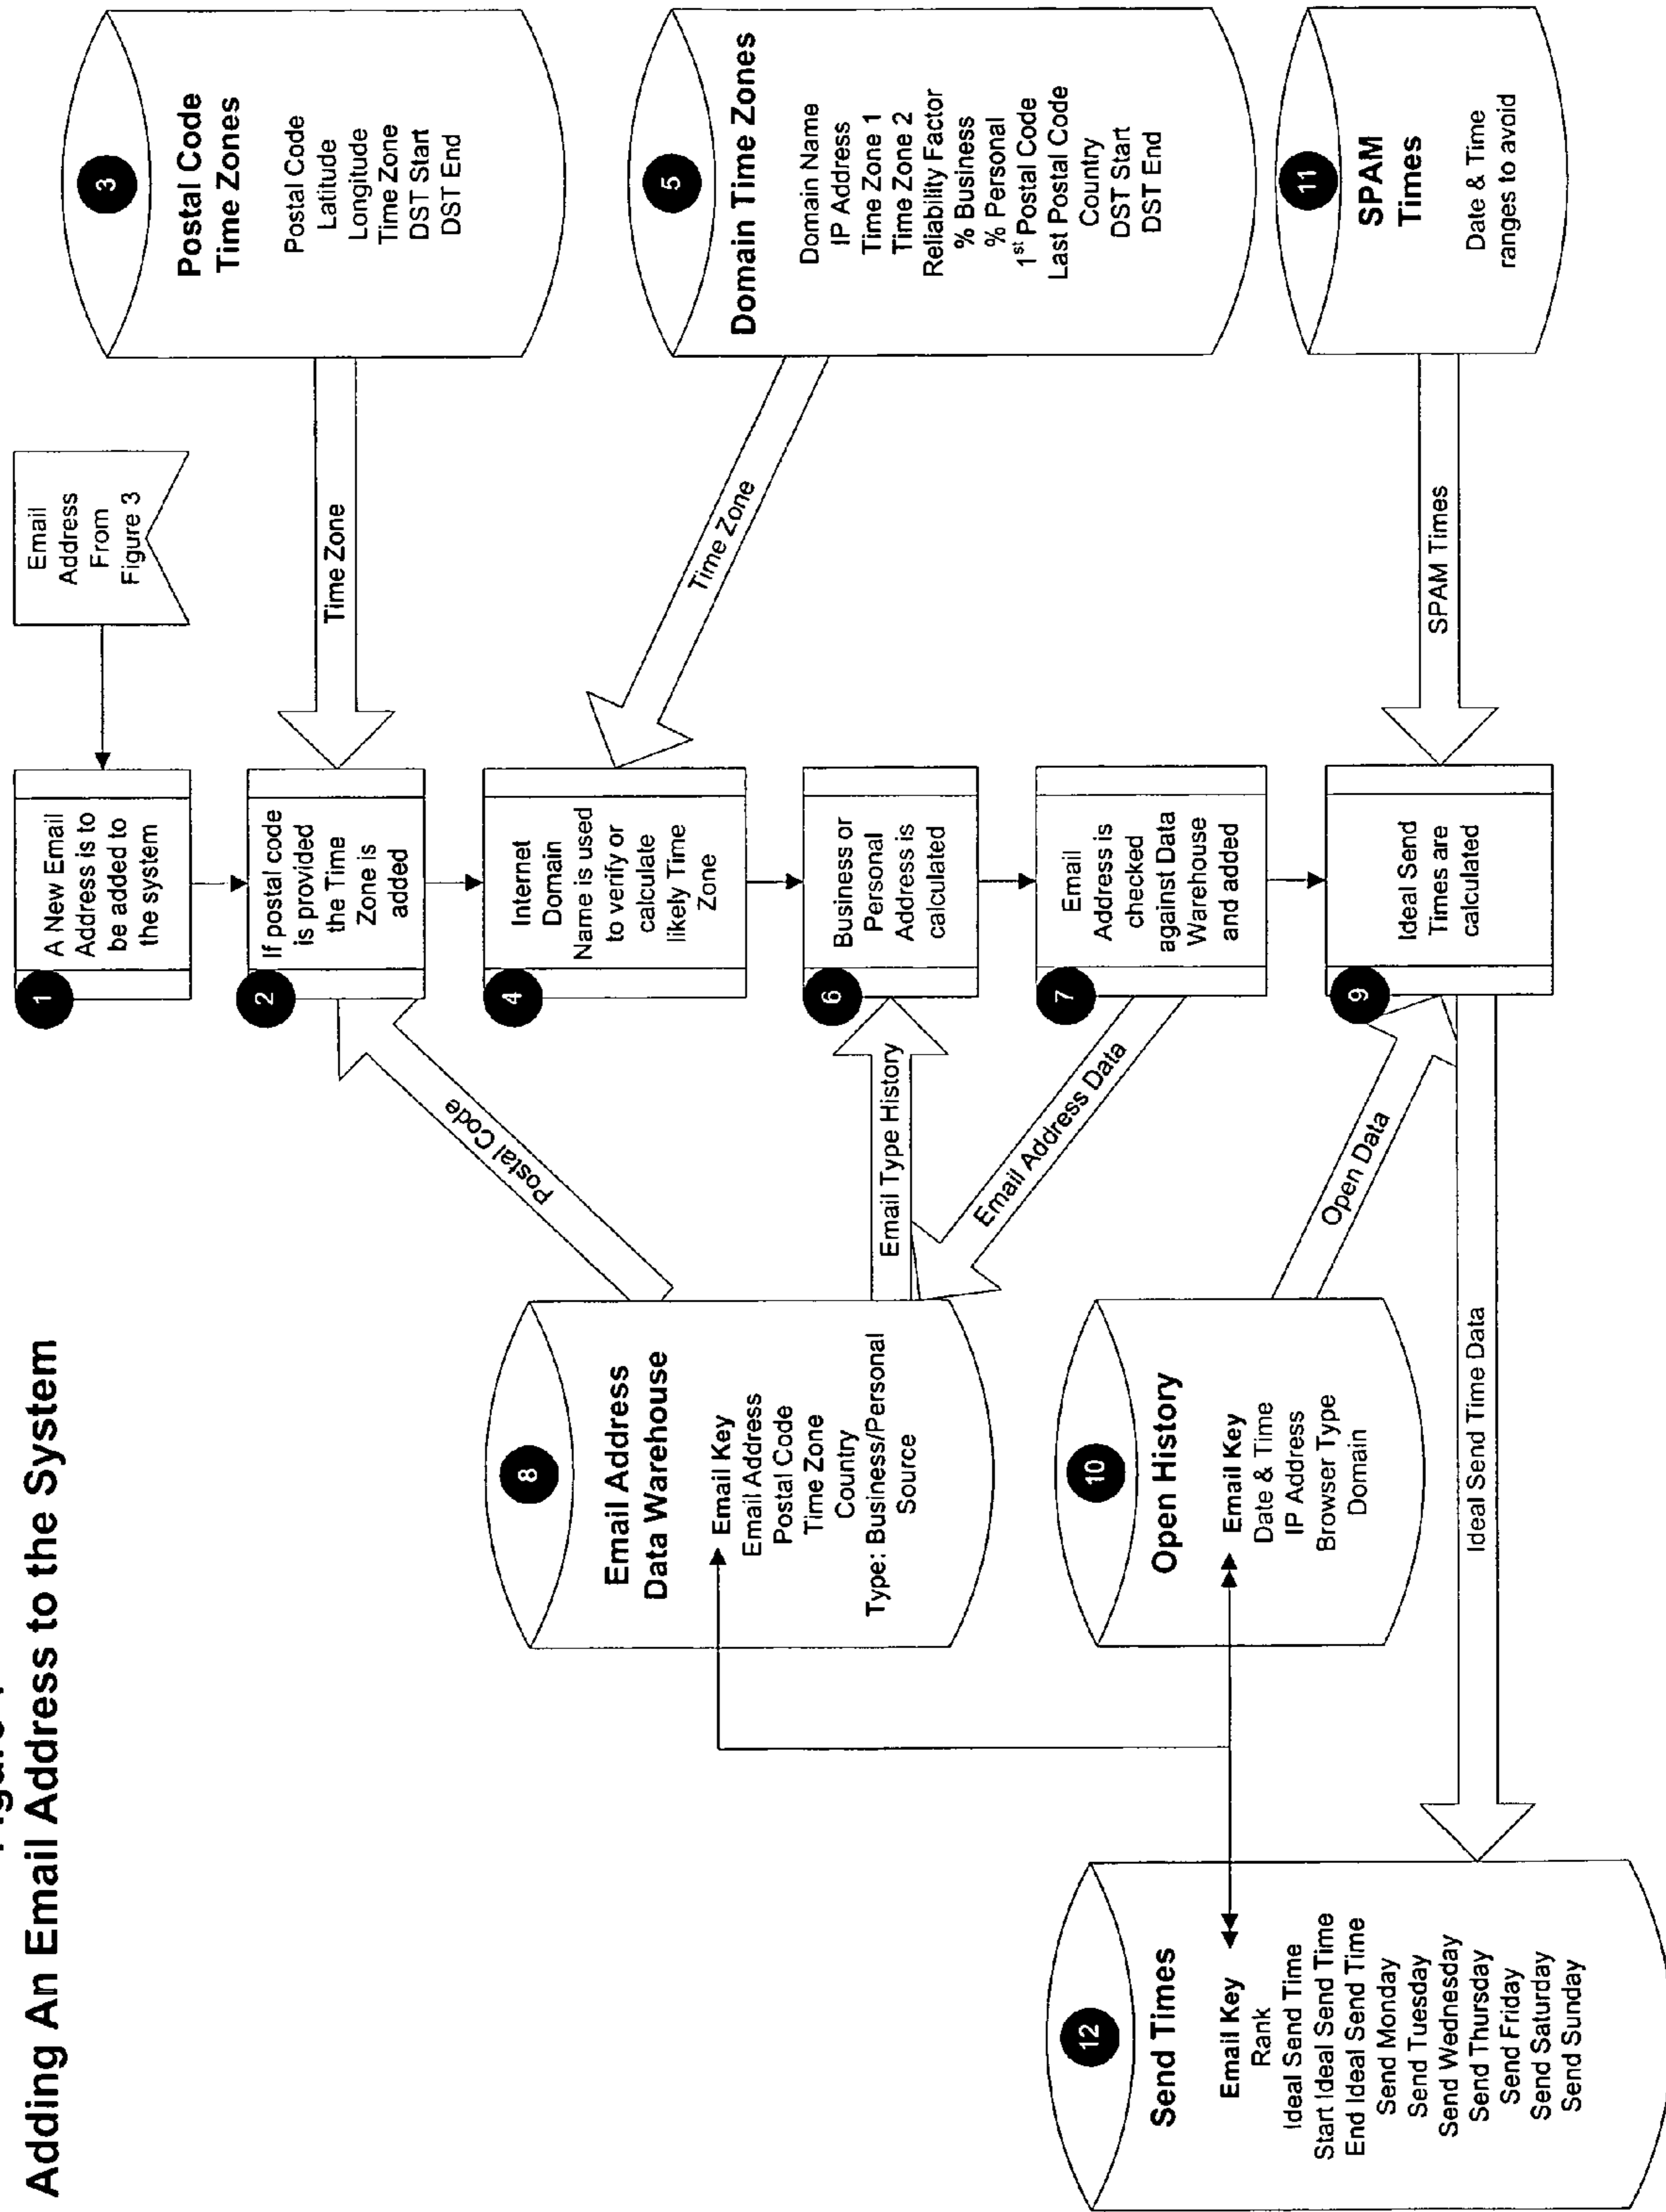 Adding An Email Address to the System
Email
Address
From
Figure 3
1
A New Email
Address is to
be added to
the system
2
If postal code
is provided
the Time
Zone is
added
3
Postal Code
Time Zones
Postal Code
Latitude
Longitude
Time Zone
DST Start
DST End
Time Zone
Postal Code
4
Internet
Domain
Name is used
to verify or
calculate
likely Time
Zone
5
Domain Time Zones
Domain Name
IP Address
Time Zone 1
Time Zone 2
Reliability Factor
% Business
% Personal
1st Postal Code
Last Postal Code
Country
DST Start
DST End
Time Zone
6
Business or
Personal
Address is
calculated
Email Type History
7
Email
Address is
checked
against Data
Warehouse
and added
Email Address Data
8
Email Address
Data Warehouse
Email Key
Email Address
Postal Code
Time Zone
Country
Type: Business/Personal
Source
9
Ideal Send
Times are
calculated
10
Open History
Email Key
Date & Time
IP Address
Browser Type
Domain
Open Data
11
SPAM
Times
Date & Time
ranges to avoid
SPAM Times
Ideal Send Time Data
12
Send Times
Email Key
Rank
Ideal Send Time
Start Ideal Send Time
End Ideal Send Time
Send Monday
Send Tuesday
Send Wednesday
Send Thursday
Send Friday
Send Saturday
Send Sunday